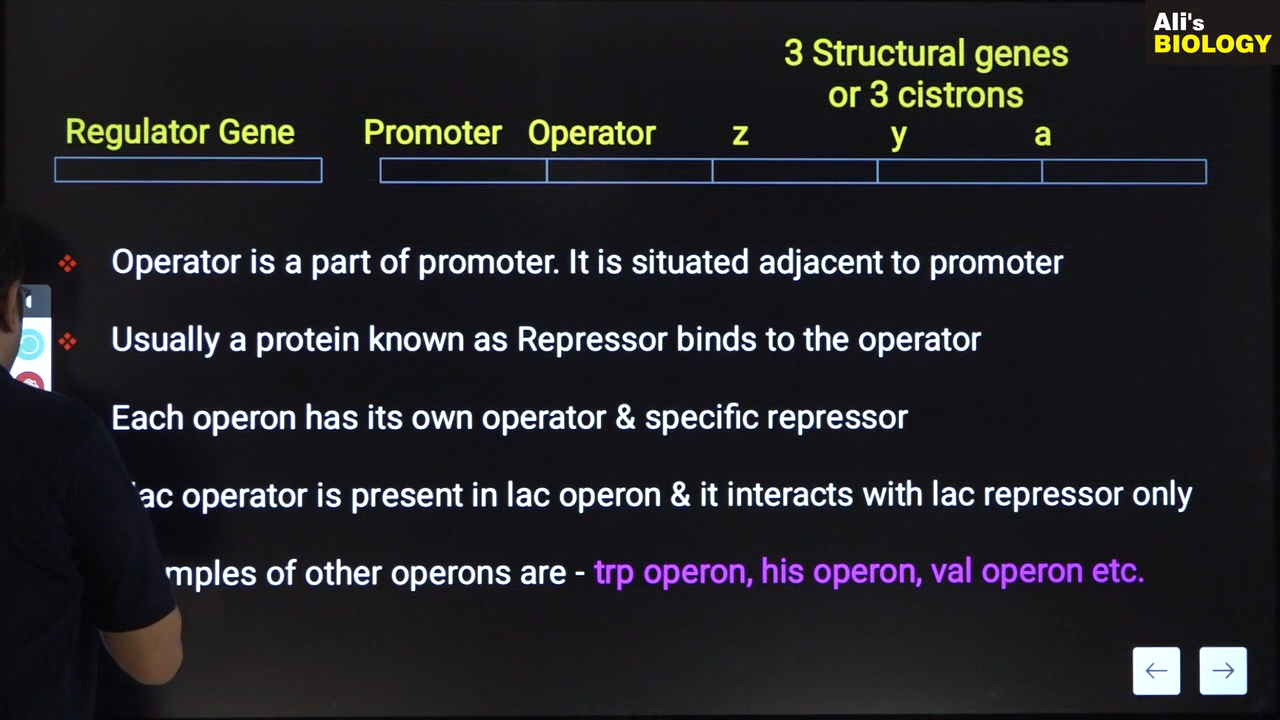 Ali's
BIOLOGY
3 Structural genes
or 3 cistrons
Regulator Gene Promoter Operator z y a
Operator is a part of promoter. It is situated adjacent to promoter
Usually a protein known as Repressor binds to the operator
Each operon has its own operator & specific repressor
lac operator is present in lac operon & it interacts with lac repressor only
of other operons are - trp operon, his operon, val operon etc.